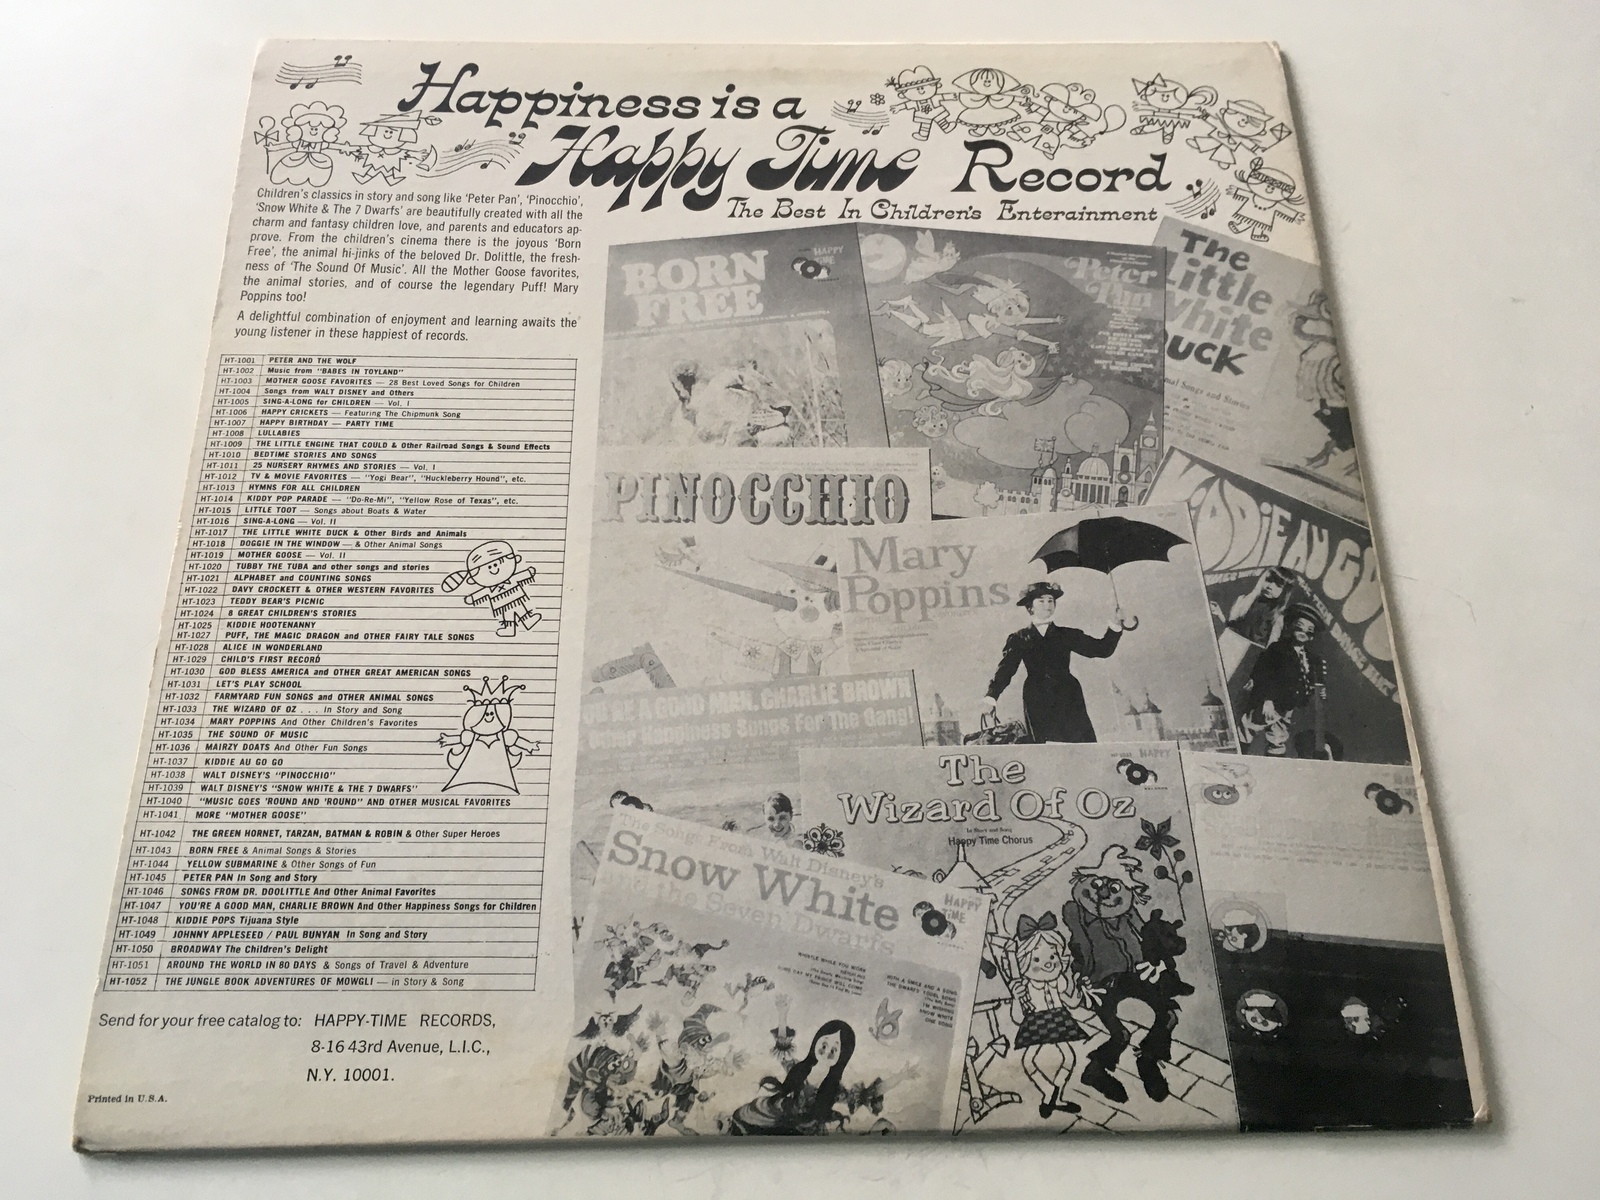 Happiness is a
Happy Time Record
The Best In Children's Enterainment
Children's classics in story and song like 'Peter Pan', 'Pinocchio',
'Snow White & The 7 Dwarfs' are beautifully created with all the
charm and fantasy children love, and parents and educators ap-
prove. From the children's cinema there is the joyous 'Born
Free', the animal hi-jinks of the beloved Dr. Dolittle, the fresh-
ness of 'The Sound Of Music'. All the Mother Goose favorites,
the animal stories, and of course the legendary Puff! Mary
Poppins too!
A delightful combination of enjoyment and learning awaits the
young listener in these happiest of records.
HT-1001 PETER AND THE WOLF
HT-1002 Music from "BABES IN TOYLAND"
HT-1003 MOTHER GOOSE FAVORITES — 28 Best Loved Songs for Children
HT-1004 Songs from WALT DISNEY and Others
HT-1005 SING-A-LONG for CHILDREN — Vol. I
HT-1006 HAPPY CRICKETS — Featuring The Chipmunk Song
HT-1007 HAPPY BIRTHDAY — PARTY TIME
HT-1008 LULLABIES
HT-1009 THE LITTLE ENGINE THAT COULD & Other Railroad Songs & Sound Effects
HT-1010 BEDTIME STORIES AND SONGS
HT-1011 25 NURSERY RHYMES AND STORIES — Vol. I
HT-1012 TV & MOVIE FAVORITES — "Yogi Bear", "Huckleberry Hound", etc.
HT-1013 HYMNS FOR ALL CHILDREN
HT-1014 KIDDY POP PARADE — "Do-Re-Mi", "Yellow Rose of Texas", etc.
HT-1015 LITTLE TOOT — Songs about Boats & Water
HT-1016 SING-A-LONG — Vol. II
HT-1017 THE LITTLE WHITE DUCK & Other Birds and Animals
HT-1018 DOGGIE IN THE WINDOW — & Other Animal Songs
HT-1019 MOTHER GOOSE — Vol. II
HT-1020 TUBBY THE TUBA and other songs and stories
HT-1021 ALPHABET and COUNTING SONGS
HT-1022 DAVY CROCKETT & OTHER WESTERN FAVORITES
HT-1023 TEDDY BEAR'S PICNIC
HT-1024 8 GREAT CHILDREN'S STORIES
HT-1025 KIDDIE HOOTENANNY
HT-1027 PUFF, THE MAGIC DRAGON and OTHER FAIRY TALE SONGS
HT-1028 ALICE IN WONDERLAND
HT-1029 CHILD'S FIRST RECORD
HT-1030 GOD BLESS AMERICA and OTHER GREAT AMERICAN SONGS
HT-1031 LET'S PLAY SCHOOL
HT-1032 FARMYARD FUN SONGS and OTHER ANIMAL SONGS
HT-1033 THE WIZARD OF OZ . . . in Story and Song
HT-1034 MARY POPPINS And Other Children's Favorites
HT-1035 THE SOUND OF MUSIC
HT-1036 MAIRZY DOATS And Other Fun Songs
HT-1037 KIDDIE AU GO GO
HT-1038 WALT DISNEY'S "PINOCCHIO"
HT-1039 WALT DISNEY'S "SNOW WHITE & THE 7 DWARFS"
HT-1040 "MUSIC GOES 'ROUND AND 'ROUND" AND OTHER MUSICAL FAVORITES
HT-1041 MORE "MOTHER GOOSE"
HT-1042 THE GREEN HORNET, TARZAN, BATMAN & ROBIN & Other Super Heroes
HT-1043 BORN FREE & Animal Songs & Stories
HT-1044 YELLOW SUBMARINE & Other Songs of Fun
HT-1045 PETER PAN In Song and Story
HT-1046 SONGS FROM DR. DOOLITTLE And Other Animal Favorites
HT-1047 YOU'RE A GOOD MAN, CHARLIE BROWN And Other Happiness Songs for Children
HT-1048 KIDDIE POPS Tijuana Style
HT-1049 JOHNNY APPLESEED / PAUL BUNYAN In Song and Story
HT-1050 BROADWAY The Children's Delight
HT-1051 AROUND THE WORLD IN 80 DAYS & Songs of Travel & Adventure
HT-1052 THE JUNGLE BOOK ADVENTURES OF MOWGLI — in Story & Song
Send for your free catalog to: HAPPY-TIME RECORDS,
8-16 43rd Avenue, L.I.C.,
N.Y. 10001.
Printed in U.S.A.
BORN
FREE
HAPPY
TIME
Peter
Pan
The
Little
White
DUCK
PINOCCHIO
Mary
Poppins
KIDDIE AU GO GO
A GOOD MAN, CHARLIE BROWN
Other Happiness Songs For The Gang!
The
Wizard Of Oz
In Story and Song
Happy Time Chorus
HAPPY
The Songs From Walt Disney's
Snow White
and the Seven Dwarfs
HAPPY
TIME
WHISTLE WHILE YOU WORK